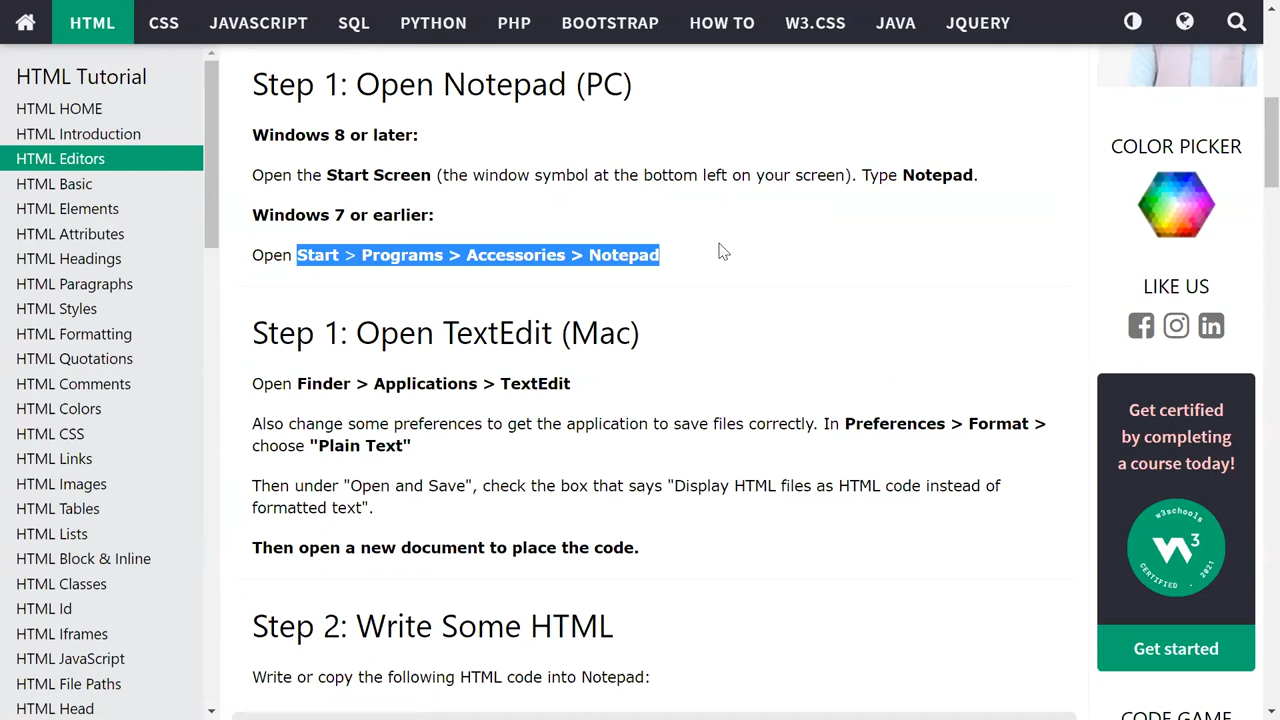 HTML CSS JAVASCRIPT SQL PYTHON PHP BOOTSTRAP HOW TO W3.CSS JAVA JQUERY
HTML Tutorial
HTML HOME
HTML Introduction
HTML Editors
HTML Basic
HTML Elements
HTML Attributes
HTML Headings
HTML Paragraphs
HTML Styles
HTML Formatting
HTML Quotations
HTML Comments
HTML Colors
HTML CSS
HTML Links
HTML Images
HTML Tables
HTML Lists
HTML Block & Inline
HTML Classes
HTML Id
HTML Iframes
HTML JavaScript
HTML File Paths
HTML Head
Step 1: Open Notepad (PC)
Windows 8 or later:
Open the Start Screen (the window symbol at the bottom left on your screen). Type Notepad.
Windows 7 or earlier:
Open Start > Programs > Accessories > Notepad
Step 1: Open TextEdit (Mac)
Open Finder > Applications > TextEdit
Also change some preferences to get the application to save files correctly. In Preferences > Format >
choose "Plain Text"
Then under "Open and Save", check the box that says "Display HTML files as HTML code instead of
formatted text".
Then open a new document to place the code.
Step 2: Write Some HTML
Write or copy the following HTML code into Notepad:
COLOR PICKER
LIKE US
Get certified
by completing
a course today!
w3schools
W3
CERTIFIED . 2021
Get started
CODE GAME